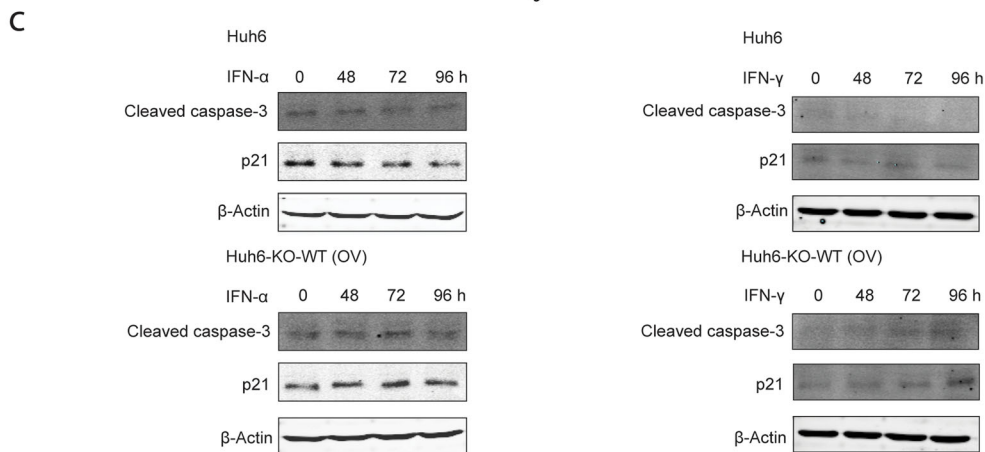 C
Huh6
IFN-α 0 48 72 96 h
Cleaved caspase-3
p21
β-Actin
Huh6-KO-WT (OV)
IFN-α 0 48 72 96 h
Cleaved caspase-3
p21
β-Actin
Huh6
IFN-γ 0 48 72 96 h
Cleaved caspase-3
p21
β-Actin
Huh6-KO-WT (OV)
IFN-γ 0 48 72 96 h
Cleaved caspase-3
p21
β-Actin